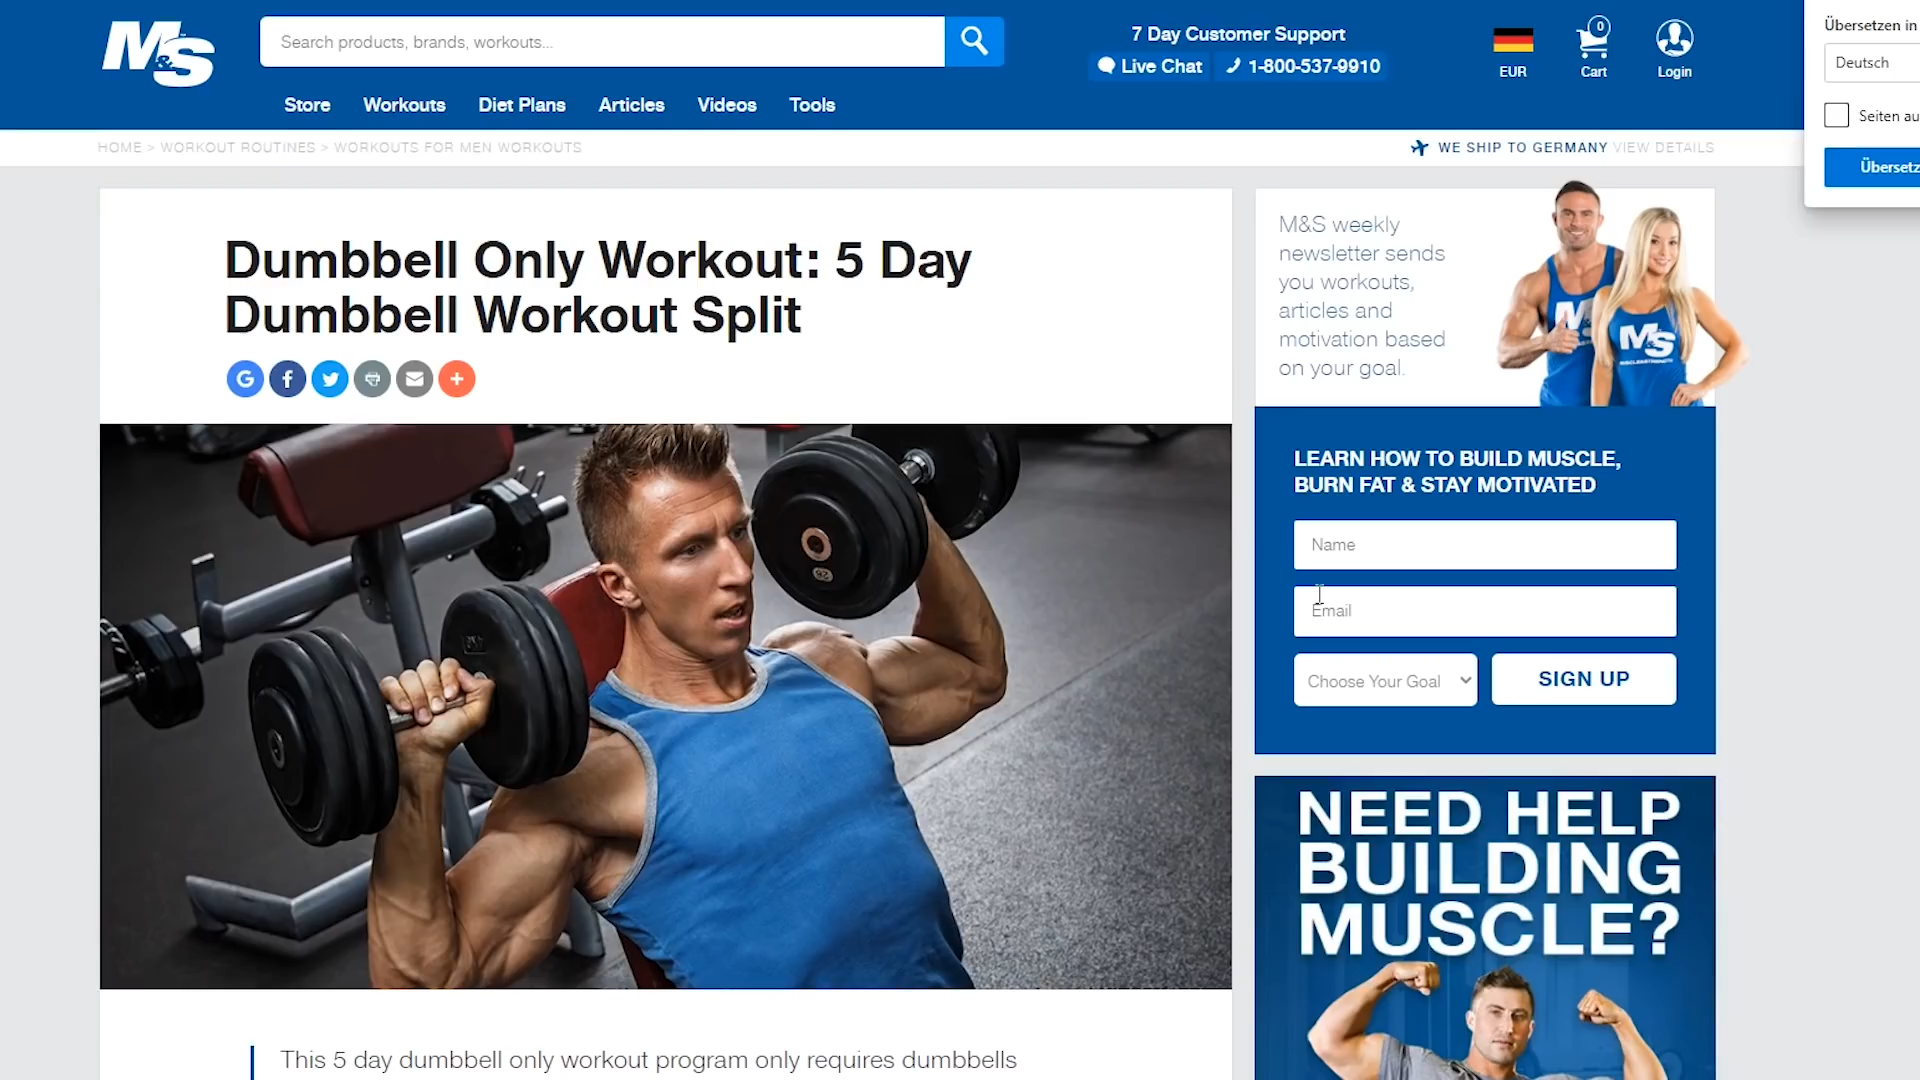 M&S
Search products, brands, workouts...
7 Day Customer Support
Live Chat
1-800-537-9910
EUR
0
Cart
Login
Store
Workouts
Diet Plans
Articles
Videos
Tools
Übersetzen in
Deutsch
Seiten au
Übersetz
HOME > WORKOUT ROUTINES > WORKOUTS FOR MEN WORKOUTS
WE SHIP TO GERMANY VIEW DETAILS
Dumbbell Only Workout: 5 Day
Dumbbell Workout Split
M&S weekly
newsletter sends
you workouts,
articles and
motivation based
on your goal.
M&S
LEARN HOW TO BUILD MUSCLE,
BURN FAT & STAY MOTIVATED
Name
Email
Choose Your Goal
SIGN UP
NEED HELP
BUILDING
MUSCLE?
This 5 day dumbbell only workout program only requires dumbbells